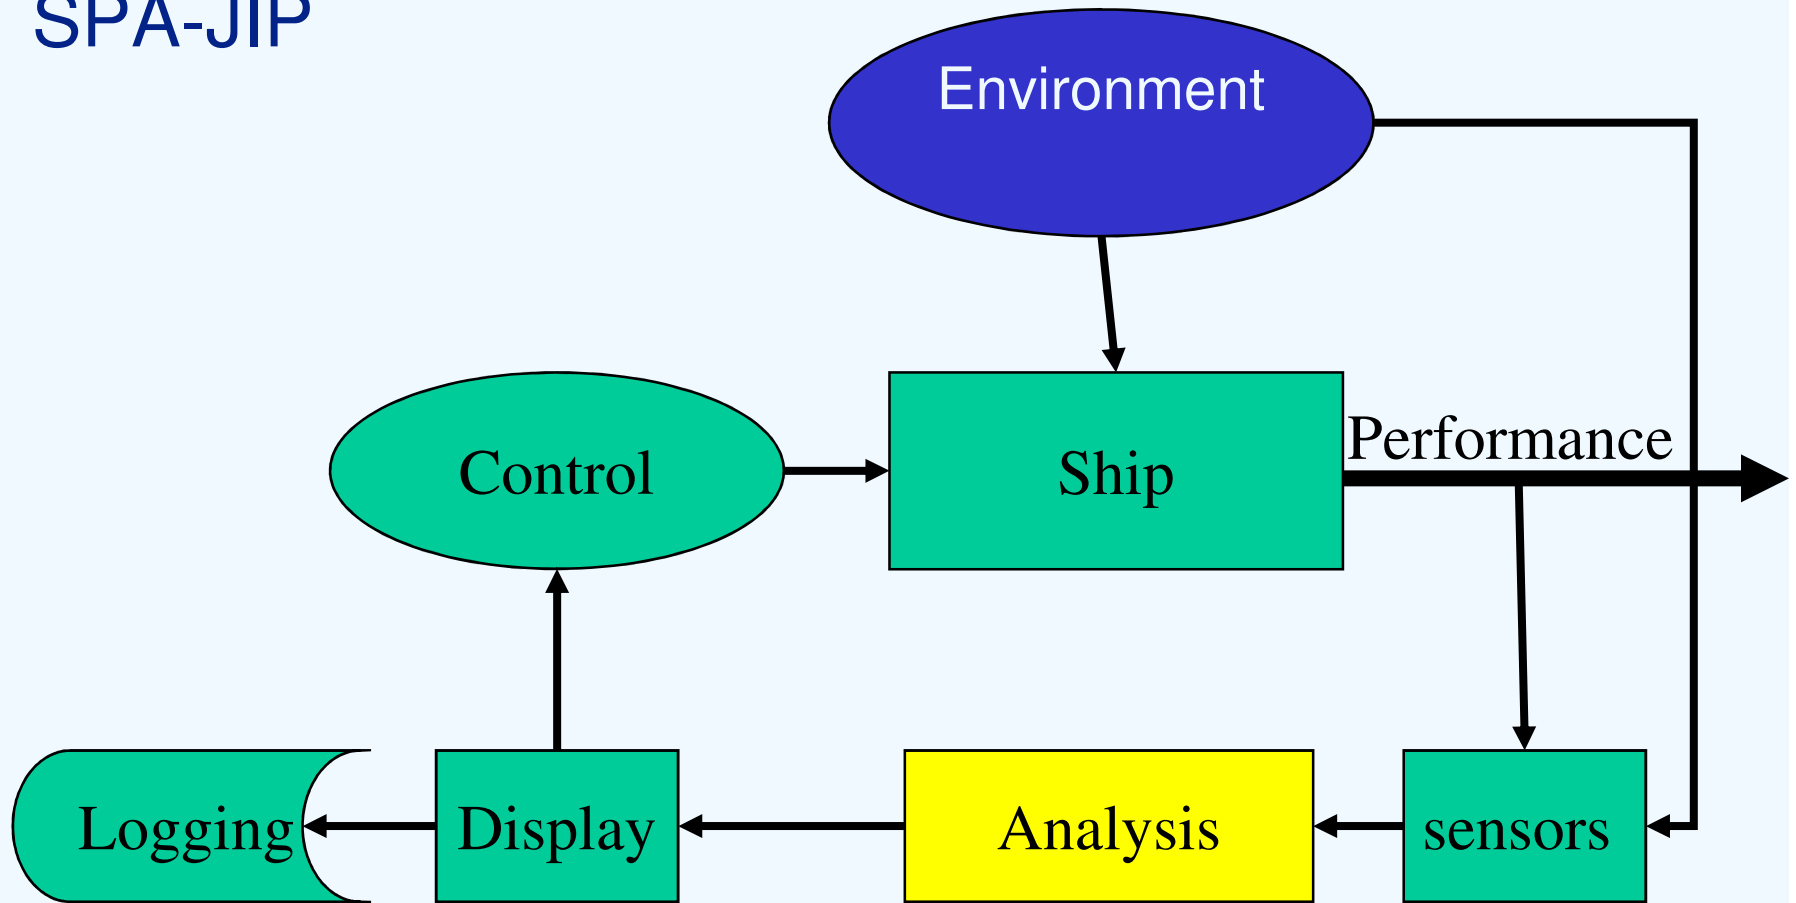 SPA-JIP
Environment
Performance
Control
Ship
Logging
Display
Analysis
sensors